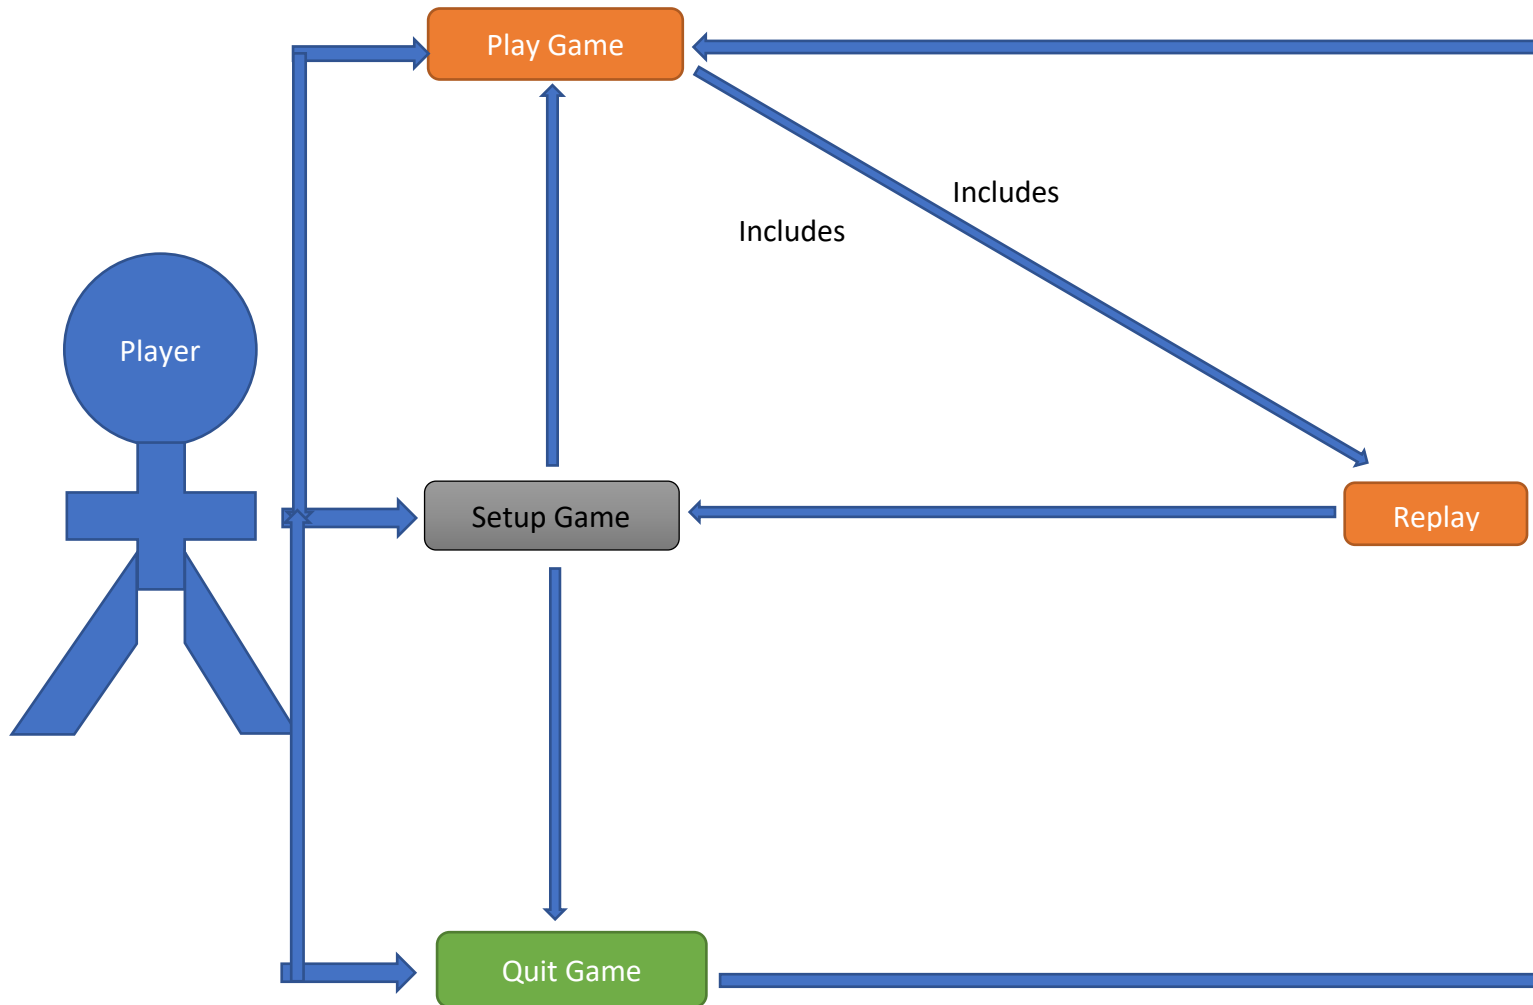 Play Game
Includes
Includes
Player
Setup Game
Replay
Quit Game